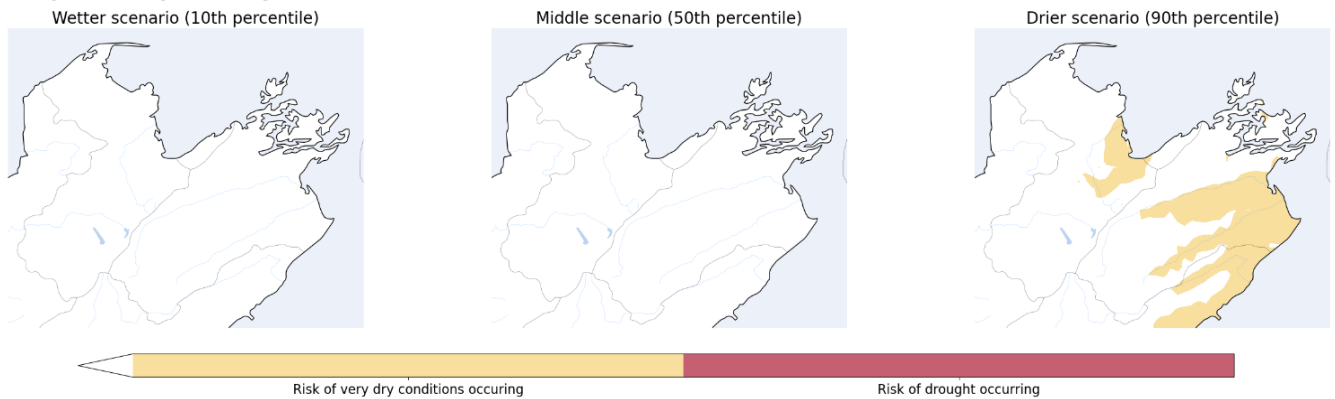 Wetter scenario (10th percentile)
Middle scenario (50th percentile)
Drier scenario (90th percentile)
Risk of very dry conditions occuring
Risk of drought occurring